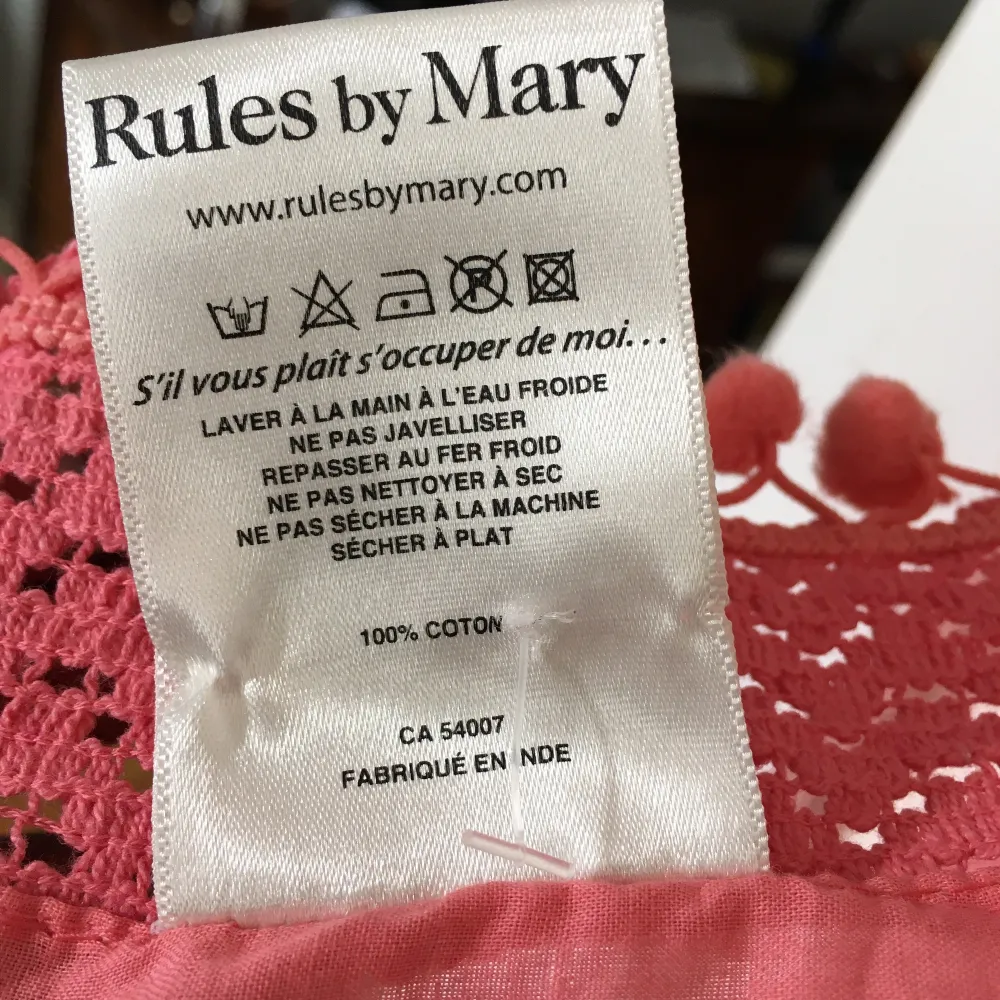 Rules by Mary
www.rulesbymary.com
P
S'il vous plaît s'occuper de moi...
LAVER À LA MAIN À L'EAU FROIDE
NE PAS JAVELLISER
REPASSER AU FER FROID
NE PAS NETTOYER À SEC
NE PAS SÉCHER À LA MACHINE
SÉCHER À PLAT
100% COTON
CA 54007
FABRIQUÉ EN NDE